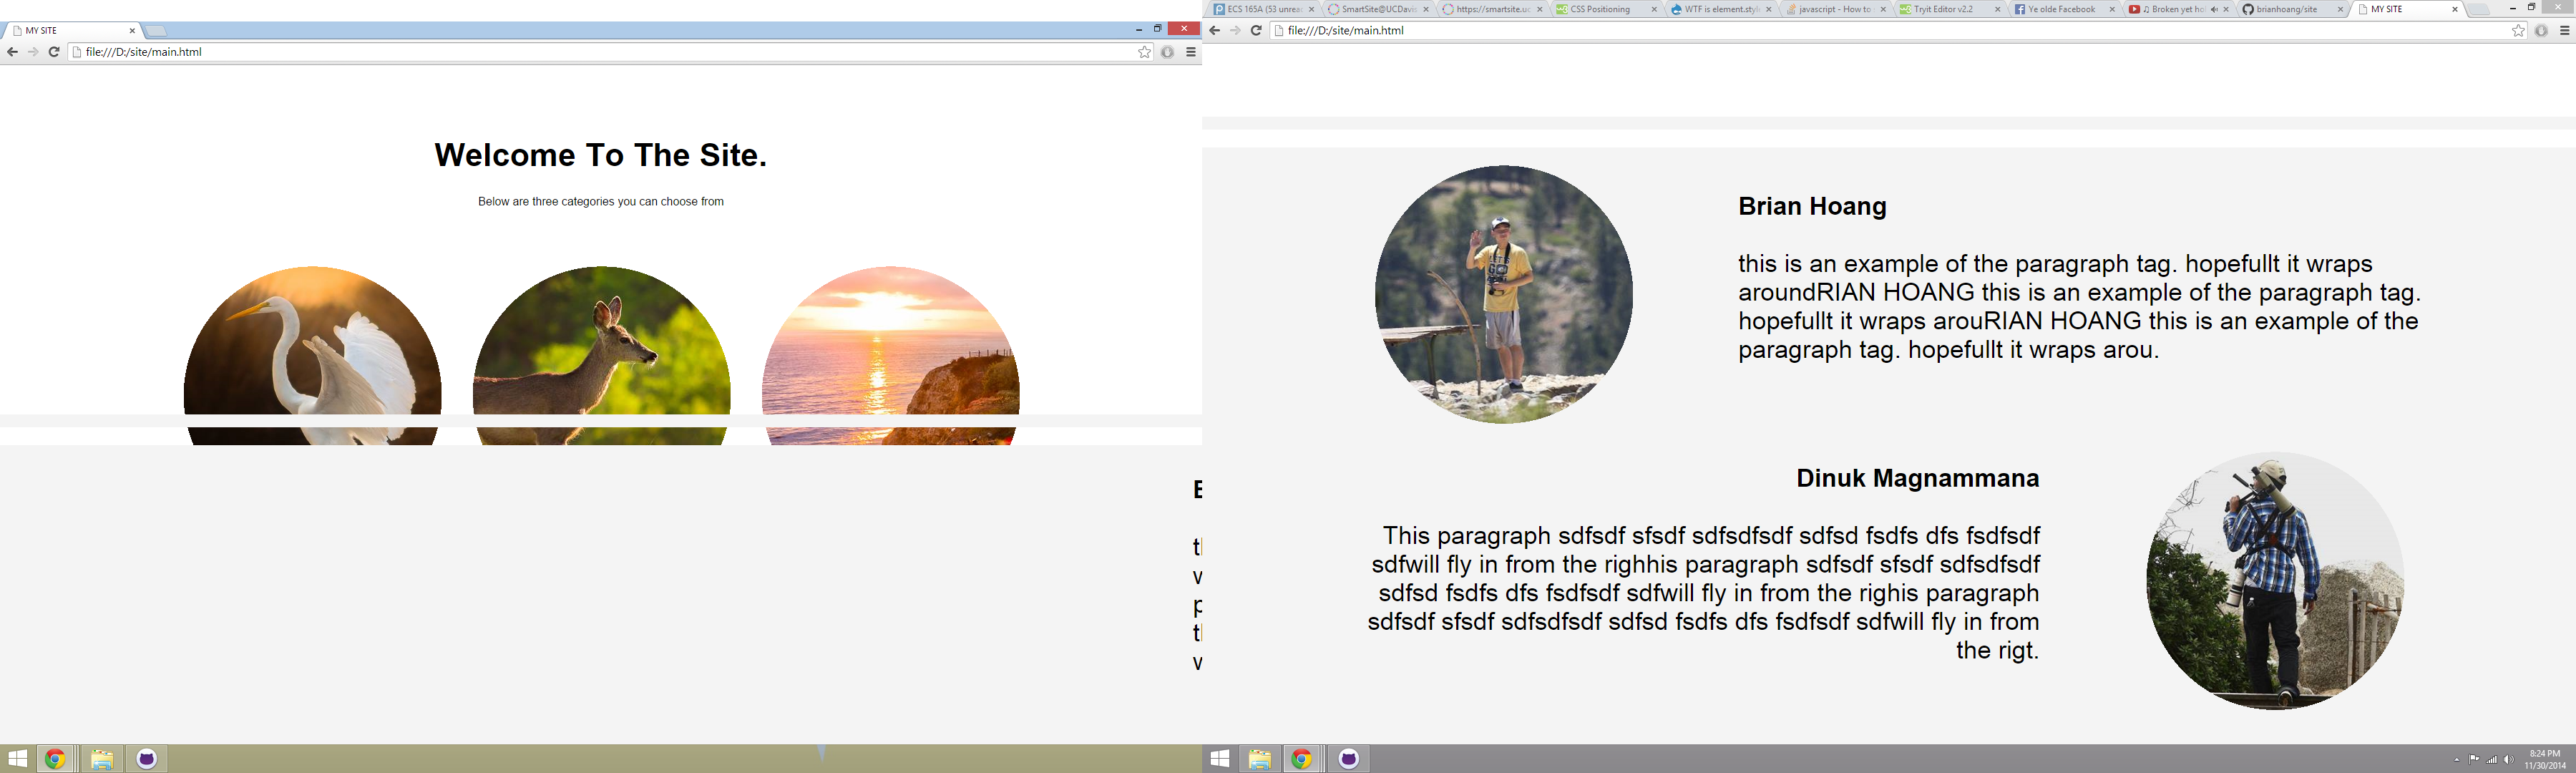 MY SITE
file:///D:/site/main.html
Welcome To The Site.
Below are three categories you can choose from
ECS 165A (53 unrea
SmartSite@UCDavis
https://smartsite.uc
CSS Positioning
WTF is element.style
javascript - How to
Tryit Editor v2.2
Ye olde Facebook
♫ Broken yet ho
brianhoang/site
MY SITE
file:///D:/site/main.html
Brian Hoang
this is an example of the paragraph tag. hopefullt it wraps
aroundRIAN HOANG this is an example of the paragraph tag.
hopefullt it wraps arouRIAN HOANG this is an example of the
paragraph tag. hopefullt it wraps arou.
Dinuk Magnammana
This paragraph sdfsdf sfsdf sdfsdfsdf sdfsd fsdfs dfs fsdfsdf
sdfwill fly in from the righhis paragraph sdfsdf sfsdf sdfsdfsdf
sdfsd fsdfs dfs fsdfsdf sdfwill fly in from the righis paragraph
sdfsdf sfsdf sdfsdfsdf sdfsd fsdfs dfs fsdfsdf sdfwill fly in from
the rigt.
8:24 PM
11/30/2014